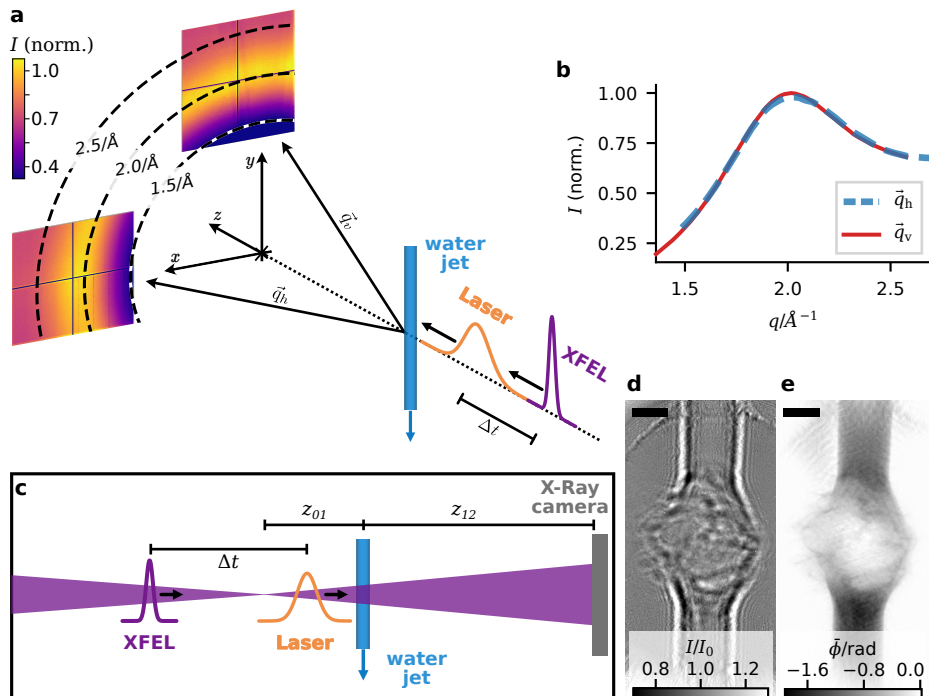 a
I (norm.)
1.0
0.7
0.4
2.5/Å
2.0/Å
1.5/Å
y
z
x
q⃗v
q⃗h
water
jet
Laser
XFEL
Δt
b
I (norm.)
1.00
0.75
0.50
0.25
q⃗h
q⃗v
1.5
2.0
2.5
q/Å⁻¹
c
X-Ray
camera
z01
z12
Δt
XFEL
Laser
water
jet
d
I/I0
0.8
1.0
1.2
e
ϕ̄/rad
−1.6
−0.8
0.0